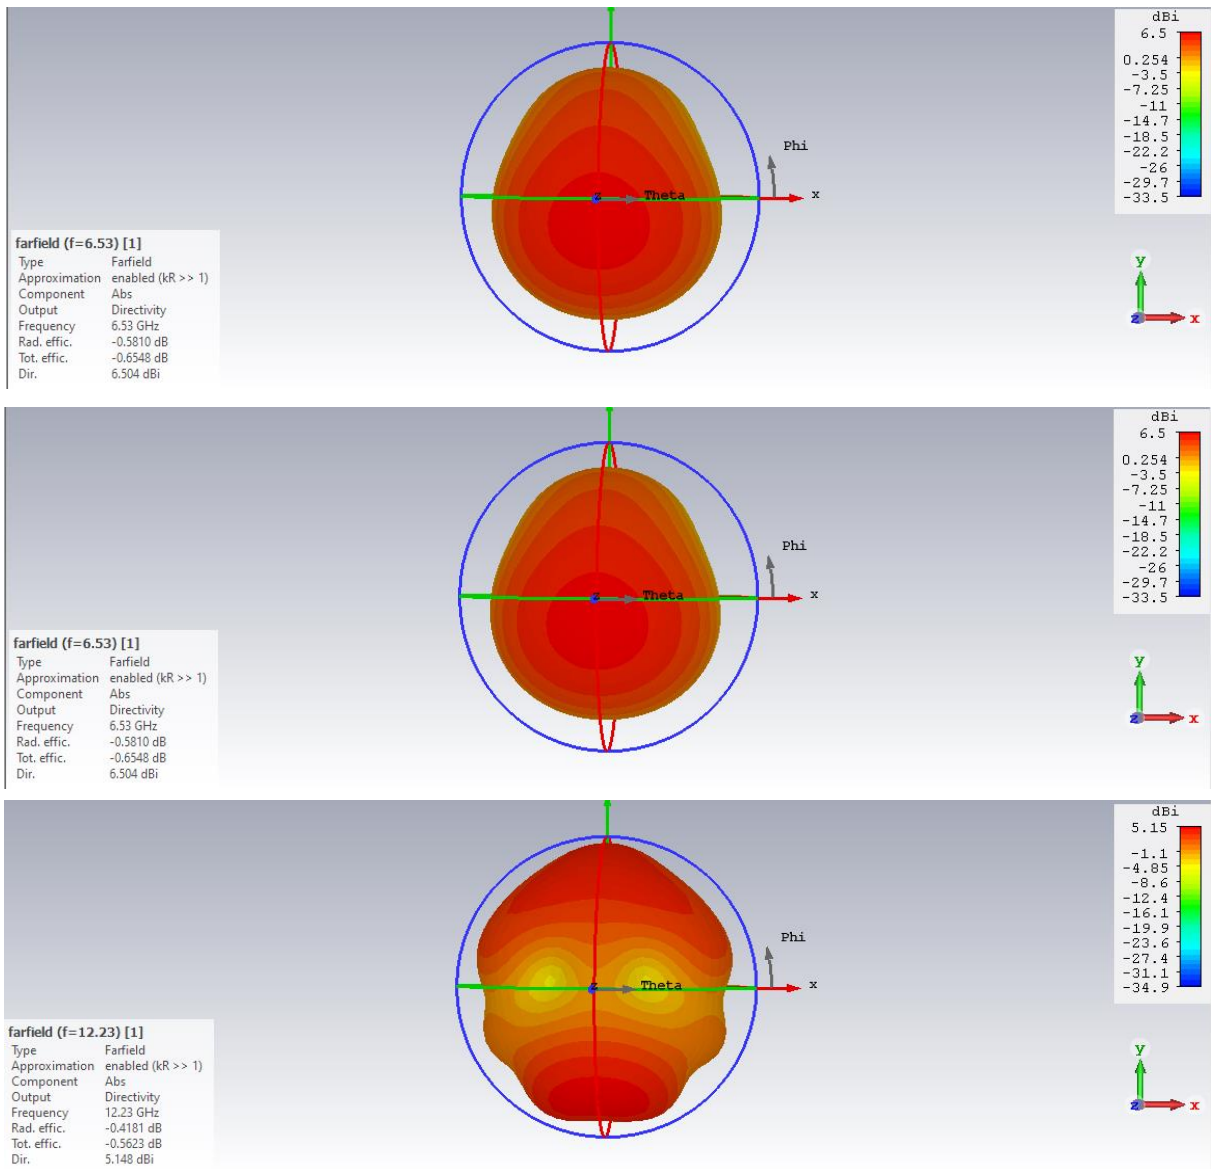 dBi
6.5
0.254
-3.5
-7.25
-11
-14.7
-18.5
-22.2
-26
-29.7
-33.5
Phi
z
Theta
x
y
z
x
farfield (f=6.53) [1]
Type Farfield
Approximation enabled (kR >> 1)
Component Abs
Output Directivity
Frequency 6.53 GHz
Rad. effic. -0.5810 dB
Tot. effic. -0.6548 dB
Dir. 6.504 dBi
dBi
6.5
0.254
-3.5
-7.25
-11
-14.7
-18.5
-22.2
-26
-29.7
-33.5
Phi
z
Theta
x
y
z
x
farfield (f=6.53) [1]
Type Farfield
Approximation enabled (kR >> 1)
Component Abs
Output Directivity
Frequency 6.53 GHz
Rad. effic. -0.5810 dB
Tot. effic. -0.6548 dB
Dir. 6.504 dBi
dBi
5.15
-1.1
-4.85
-8.6
-12.4
-16.1
-19.9
-23.6
-27.4
-31.1
-34.9
Phi
z
Theta
x
y
z
x
farfield (f=12.23) [1]
Type Farfield
Approximation enabled (kR >> 1)
Component Abs
Output Directivity
Frequency 12.23 GHz
Rad. effic. -0.4181 dB
Tot. effic. -0.5623 dB
Dir. 5.148 dBi